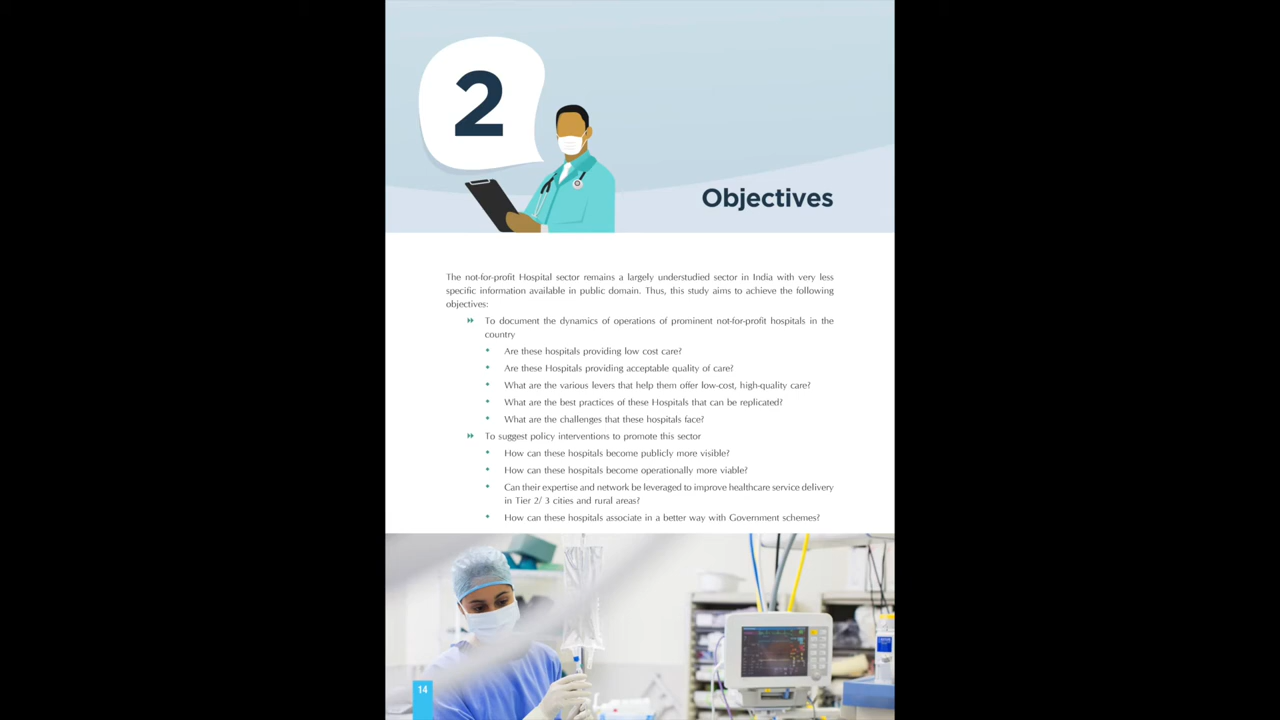 2
Objectives
The not-for-profit Hospital sector remains a largely understudied sector in India with very less
specific information available in public domain. Thus, this study aims to achieve the following
objectives:
To document the dynamics of operations of prominent not-for-profit hospitals in the
country
Are these hospitals providing low cost care?
Are these Hospitals providing acceptable quality of care?
What are the various levers that help them offer low-cost, high-quality care?
What are the best practices of these Hospitals that can be replicated?
What are the challenges that these hospitals face?
To suggest policy interventions to promote this sector
How can these hospitals become publicly more visible?
How can these hospitals become operationally more viable?
Can their expertise and network be leveraged to improve healthcare service delivery
in Tier 2/ 3 cities and rural areas?
How can these hospitals associate in a better way with Government schemes?
14